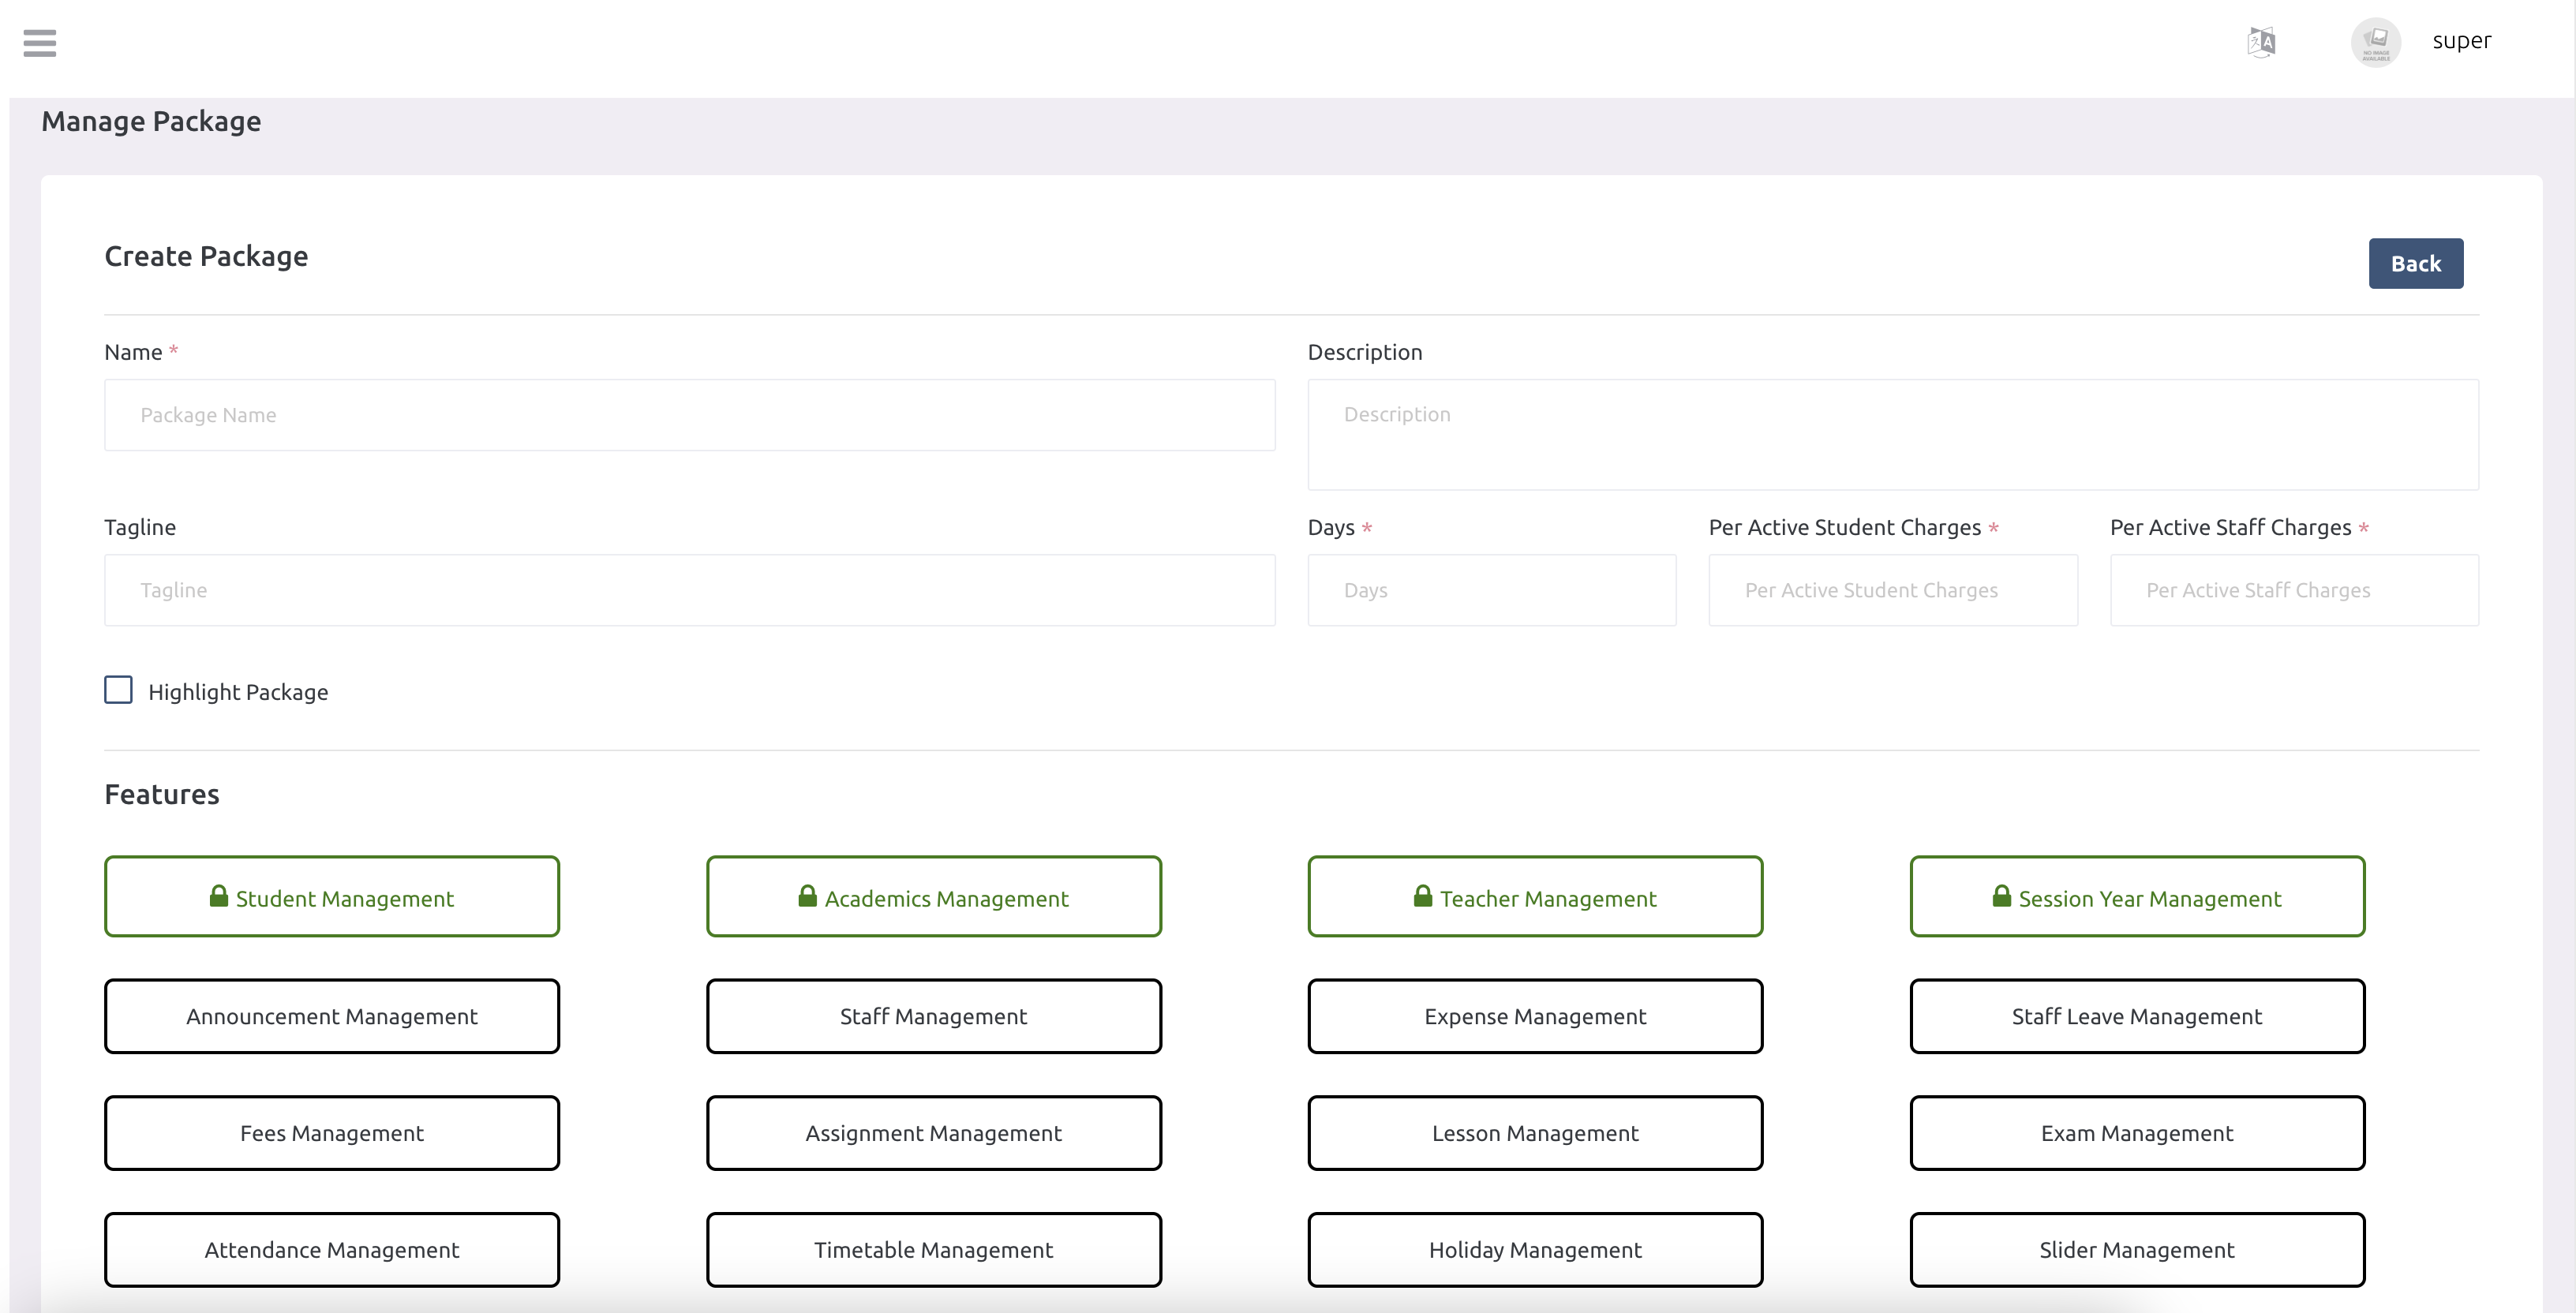 super
Manage Package
Create Package
Back
Name *
Description
Package Name
Description
Tagline
Days *
Per Active Student Charges *
Per Active Staff Charges *
Tagline
Days
Per Active Student Charges
Per Active Staff Charges
Highlight Package
Features
Student Management
Academics Management
Teacher Management
Session Year Management
Announcement Management
Staff Management
Expense Management
Staff Leave Management
Fees Management
Assignment Management
Lesson Management
Exam Management
Attendance Management
Timetable Management
Holiday Management
Slider Management
NO IMAGE
AVAILABLE